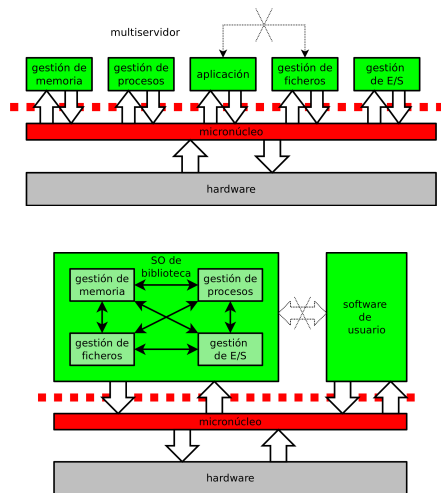 multiservidor
gestión de
memoria
gestión de
procesos
aplicación
gestión de
ficheros
gestión
de E/S
micronúcleo
hardware
SO de
biblioteca
gestión de
memoria
gestión de
procesos
gestión de
ficheros
gestión
de E/S
software
de
usuario
micronúcleo
hardware